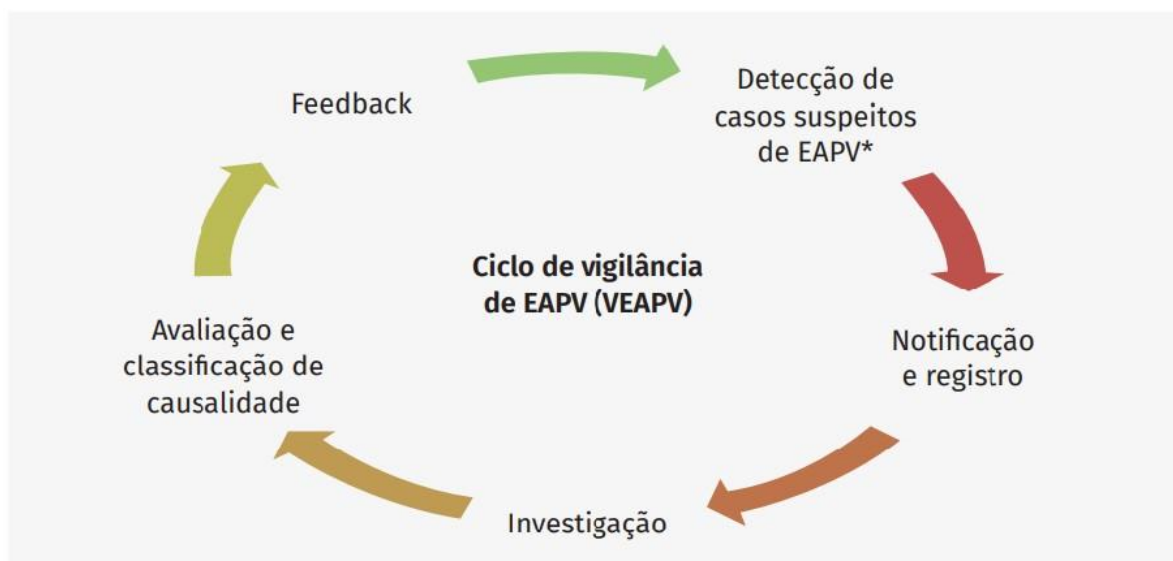 Feedback
Detecção de
casos suspeitos
de EAPV*
Ciclo de vigilância
de EAPV (VEAPV)
Notificação
e registro
Avaliação e
classificação de
causalidade
Investigação